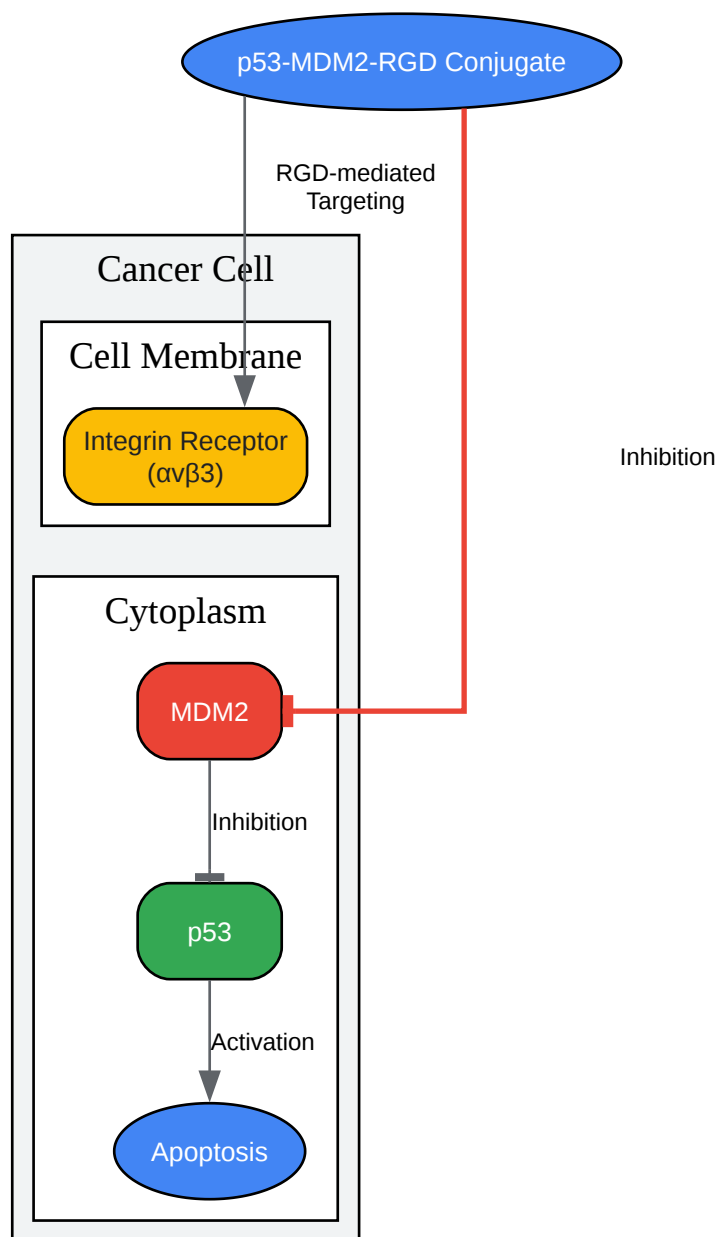 p53-MDM2-RGD Conjugate
RGD-mediated
Targeting
Cancer Cell
Cell Membrane
Integrin Receptor
(αvβ3)
Inhibition
Cytoplasm
MDM2
Inhibition
p53
Activation
Apoptosis